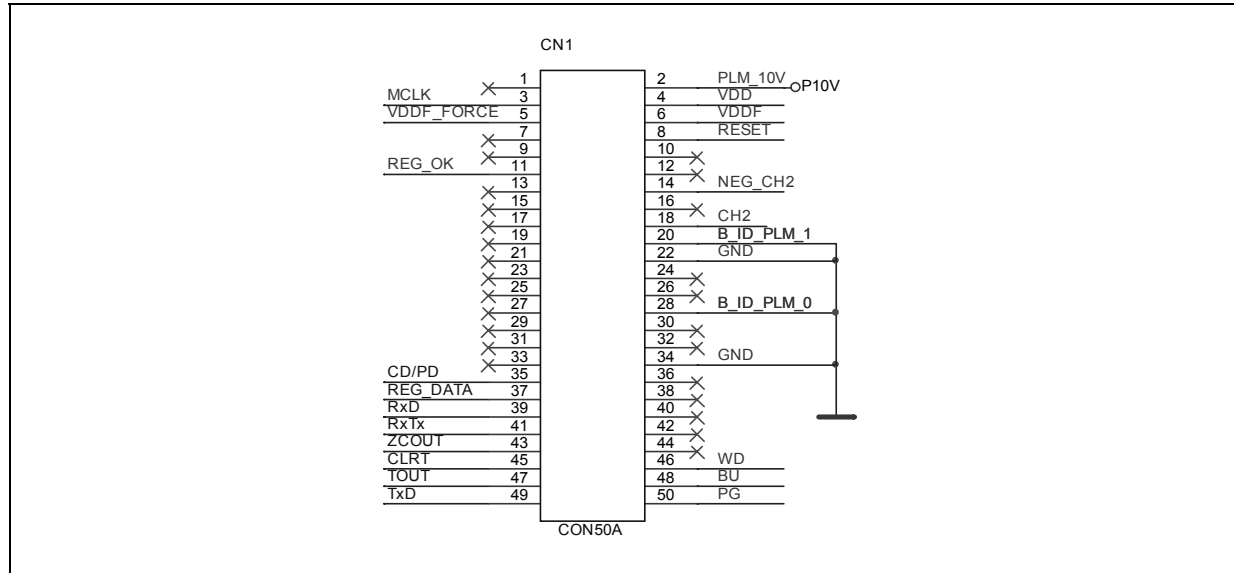 CN1
1 2 PLM_10V P10V
MCLK 3 4 VDD
VDDF_FORCE 5 6 VDDF
7 8 RESET
9 10
REG_OK 11 12
13 14 NEG_CH2
15 16
17 18 CH2
19 20 B_ID_PLM_1
21 22 GND
23 24
25 26
27 28 B_ID_PLM_0
29 30
31 32
33 34 GND
CD/PD 35 36
REG_DATA 37 38
RxD 39 40
RxTx 41 42
ZCOUT 43 44
CLRT 45 46 WD
TOUT 47 48 BU
TxD 49 50 PG
CON50A